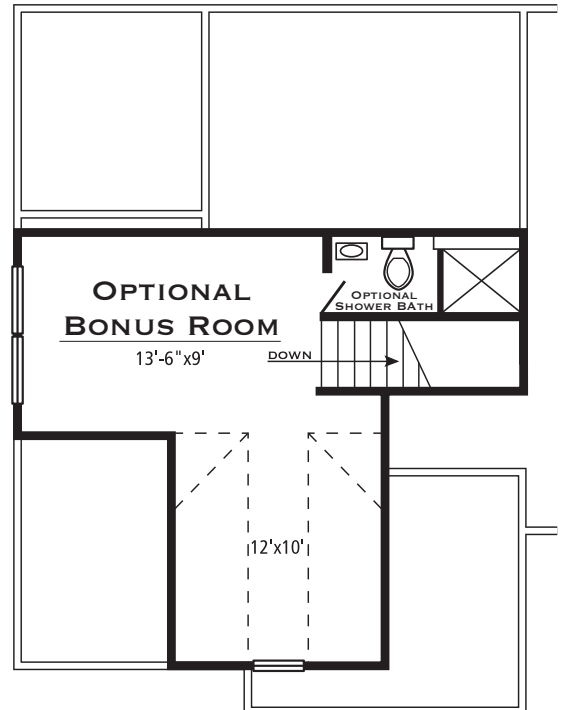 OPTIONAL
BONUS ROOM
13'-6"x9'
DOWN
OPTIONAL
SHOWER BATH
12'x10'